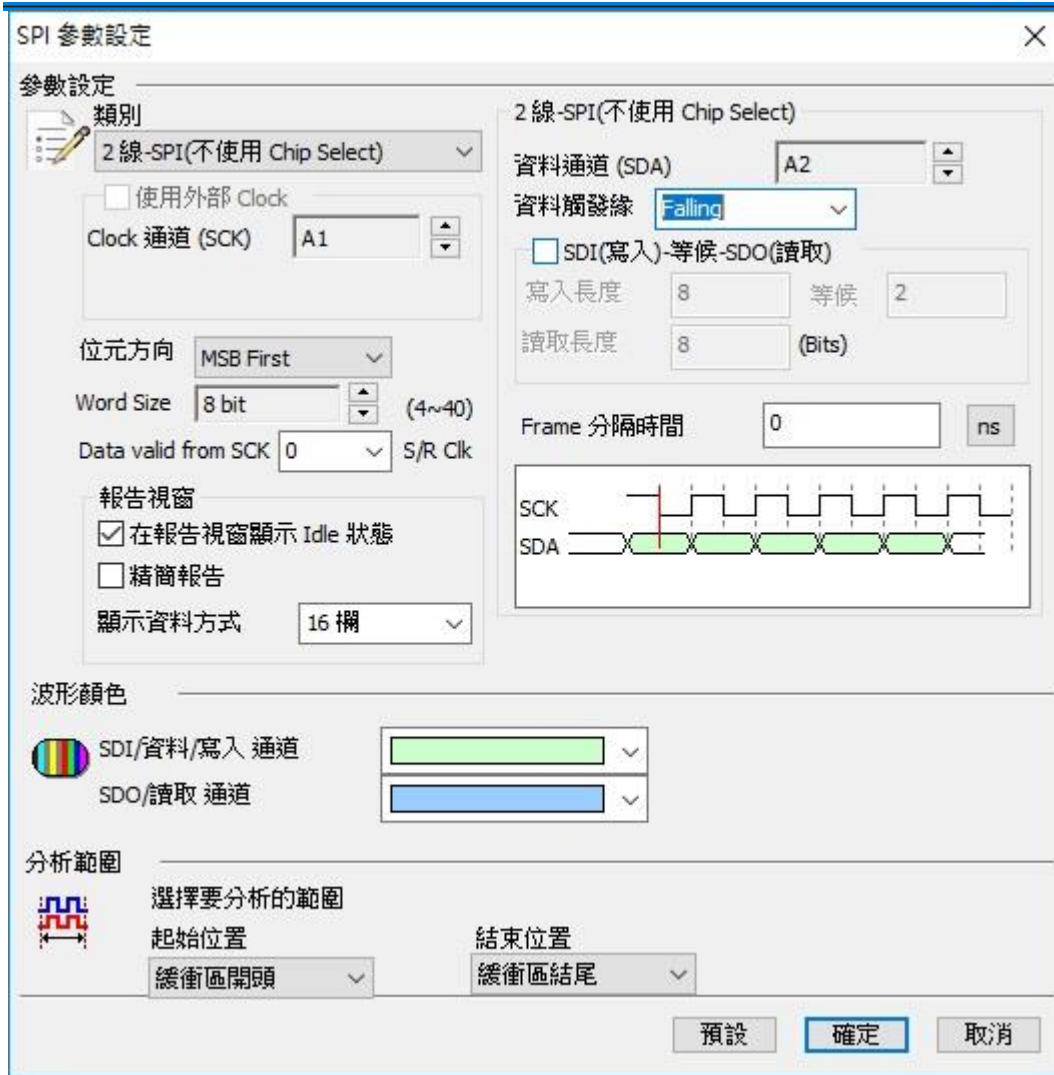 SPI 參數設定
參數設定
類別
2 線-SPI(不使用 Chip Select)
使用外部 Clock
Clock 通道 (SCK) A1
位元方向 MSB First
Word Size 8 bit (4~40)
Data valid from SCK 0 S/R Clk
報告視窗
在報告視窗顯示 Idle 狀態
精簡報告
顯示資料方式 16 欄
2 線-SPI(不使用 Chip Select)
資料通道 (SDA) A2
資料觸發緣 Falling
SDI(寫入)-等候-SDO(讀取)
寫入長度 8 等候 2
讀取長度 8 (Bits)
Frame 分隔時間 0 ns
SCK
SDA
波形顏色
SDI/資料/寫入 通道
SDO/讀取 通道
分析範圍
選擇要分析的範圍
起始位置 結束位置
緩衝區開頭 緩衝區結尾
預設 確定 取消